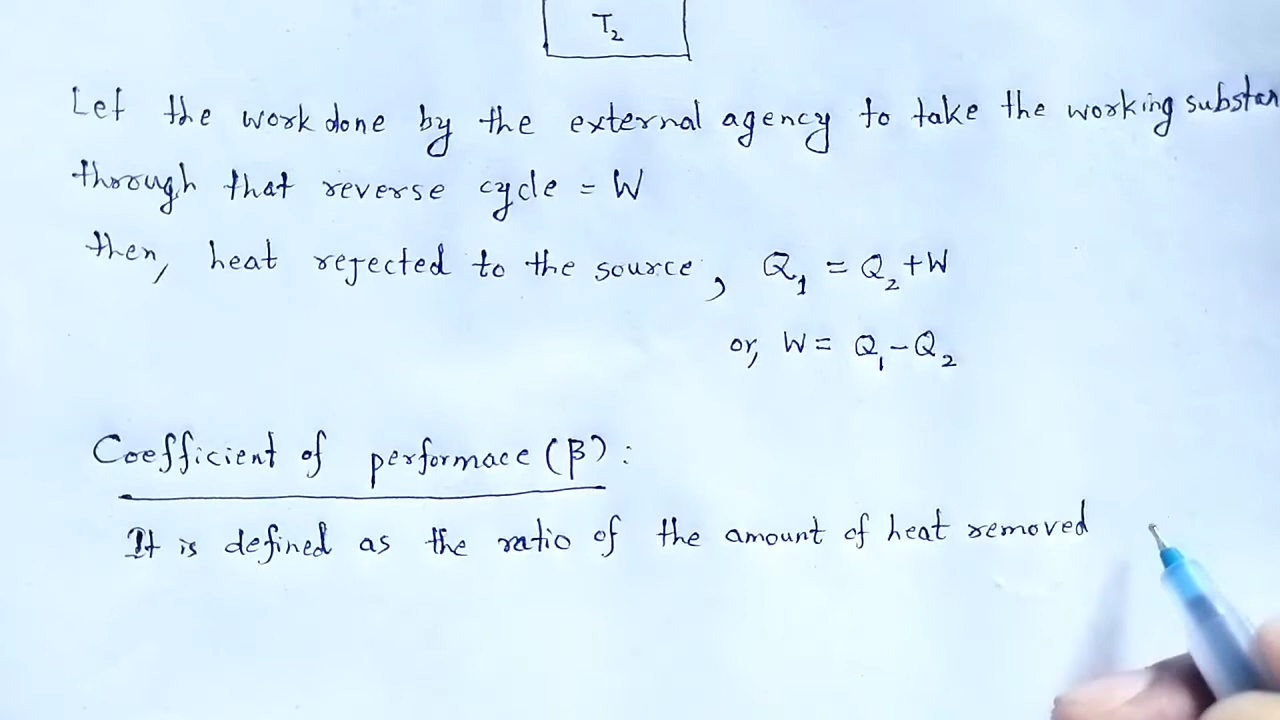 T₂
Let the work done by the external agency to take the working substan
through that reverse cycle = W
then, heat rejected to the source, Q₁ = Q₂+W
or, W = Q₁-Q₂
Coefficient of performace (β) :
It is defined as the ratio of the amount of heat removed